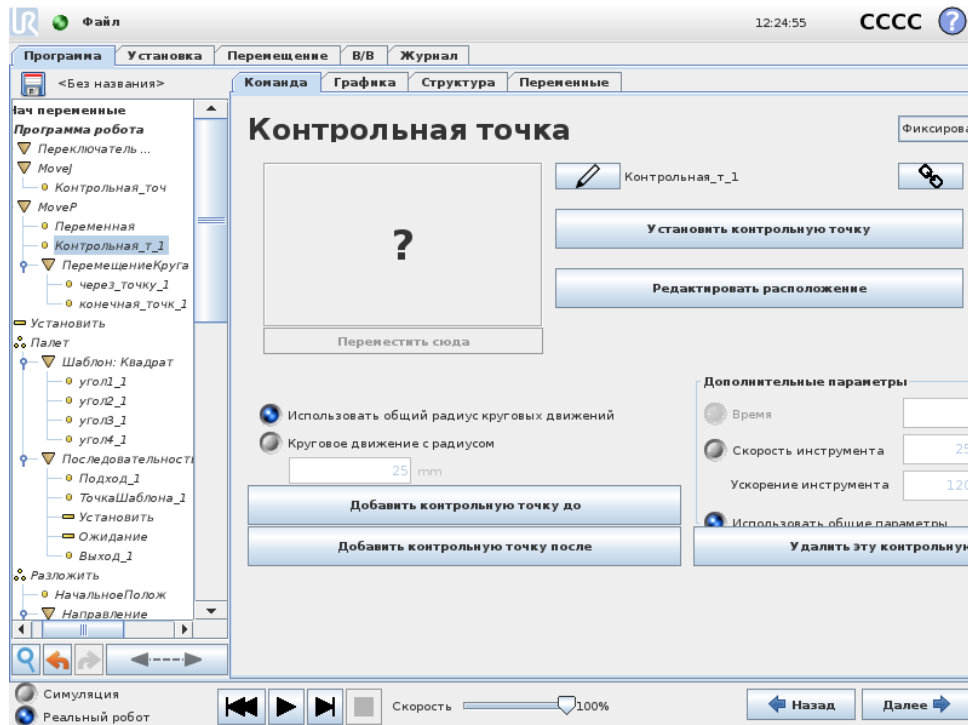 UR Файл 12:24:55 CCCC ?
Программа Установка Перемещение В/В Журнал
<Без названия>
Команда Графика Структура Переменные
Нач переменные
Программа робота
Переключатель ...
MoveJ
Контрольная_точ
MoveP
Переменная
Контрольная_т_1
ПеремещениеКруга
через_точку_1
конечная_точк_1
Установить
Палет
Шаблон: Квадрат
угол1_1
угол2_1
угол3_1
угол4_1
Последовательность
Подход_1
ТочкаШаблона_1
Установить
Ожидание
Выход_1
Разложить
НачальноеПолож
Направление
Контрольная точка
Фиксирова
?
Контрольная_т_1
Установить контрольную точку
Редактировать расположение
Переместить сюда
Использовать общий радиус круговых движений
Круговое движение с радиусом
25 mm
Дополнительные параметры
Время
Скорость инструмента 25
Ускорение инструмента 120
Использовать общие параметры
Добавить контрольную точку до
Добавить контрольную точку после
Удалить эту контрольную
Симуляция
Реальный робот
Скорость 100%
Назад Далее